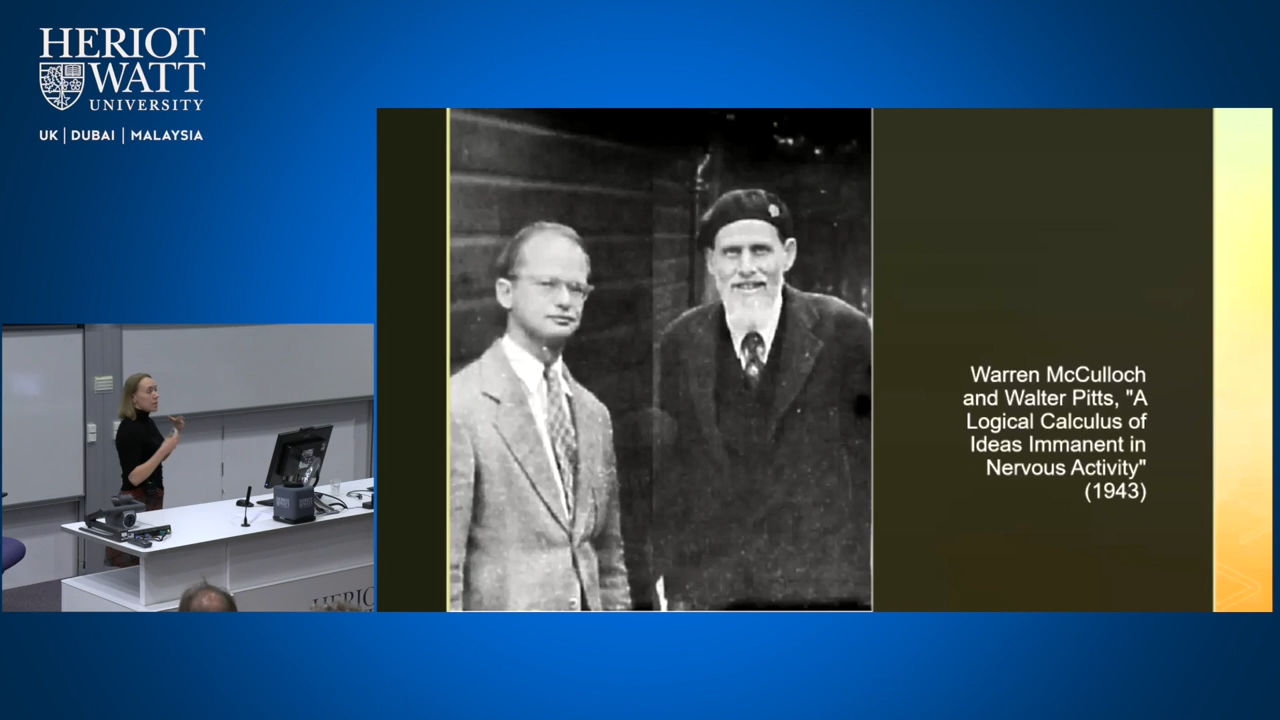 HERIOT
WATT
UNIVERSITY
UK | DUBAI | MALAYSIA
Warren McCulloch
and Walter Pitts, "A
Logical Calculus of
Ideas Immanent in
Nervous Activity"
(1943)
HERIOT